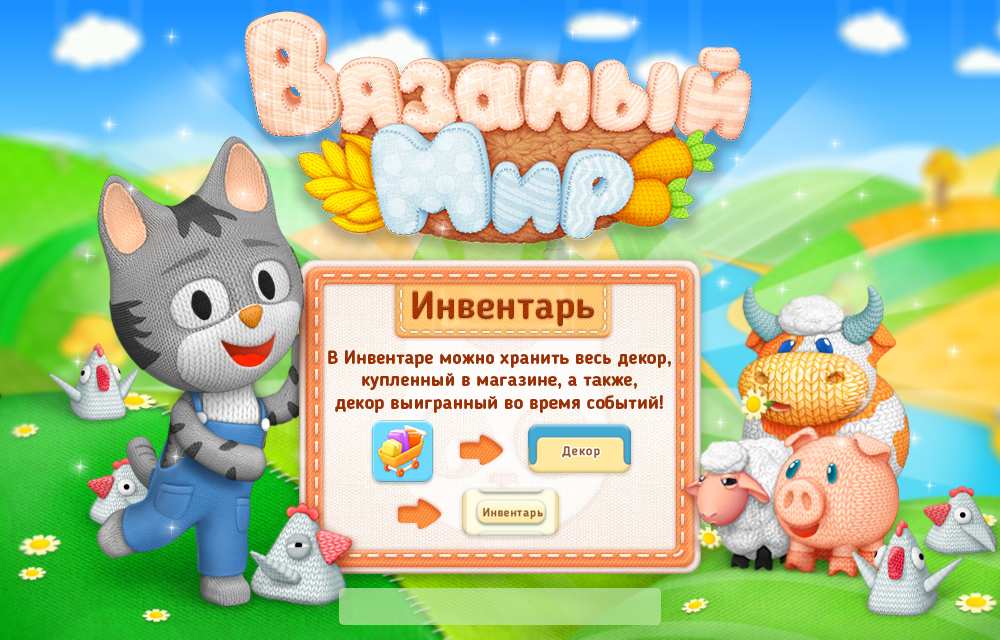 Вязаный
Мир
Инвентарь
В Инвентаре можно хранить весь декор,
купленный в магазине, а также,
декор выигранный во время событий!
Декор
Инвентарь